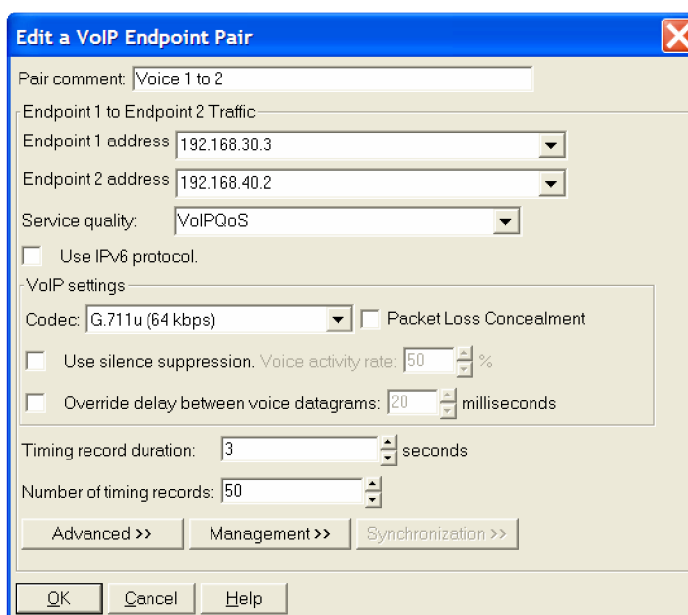 Edit a VoIP Endpoint Pair
Pair comment: Voice 1 to 2
Endpoint 1 to Endpoint 2 Traffic
Endpoint 1 address 192.168.30.3
Endpoint 2 address 192.168.40.2
Service quality: VoIPQoS
Use IPv6 protocol.
VoIP settings
Codec: G.711u (64 kbps) Packet Loss Concealment
Use silence suppression. Voice activity rate: 50 %
Override delay between voice datagrams: 20 milliseconds
Timing record duration: 3 seconds
Number of timing records: 50
Advanced >> Management >> Synchronization >>
OK Cancel Help